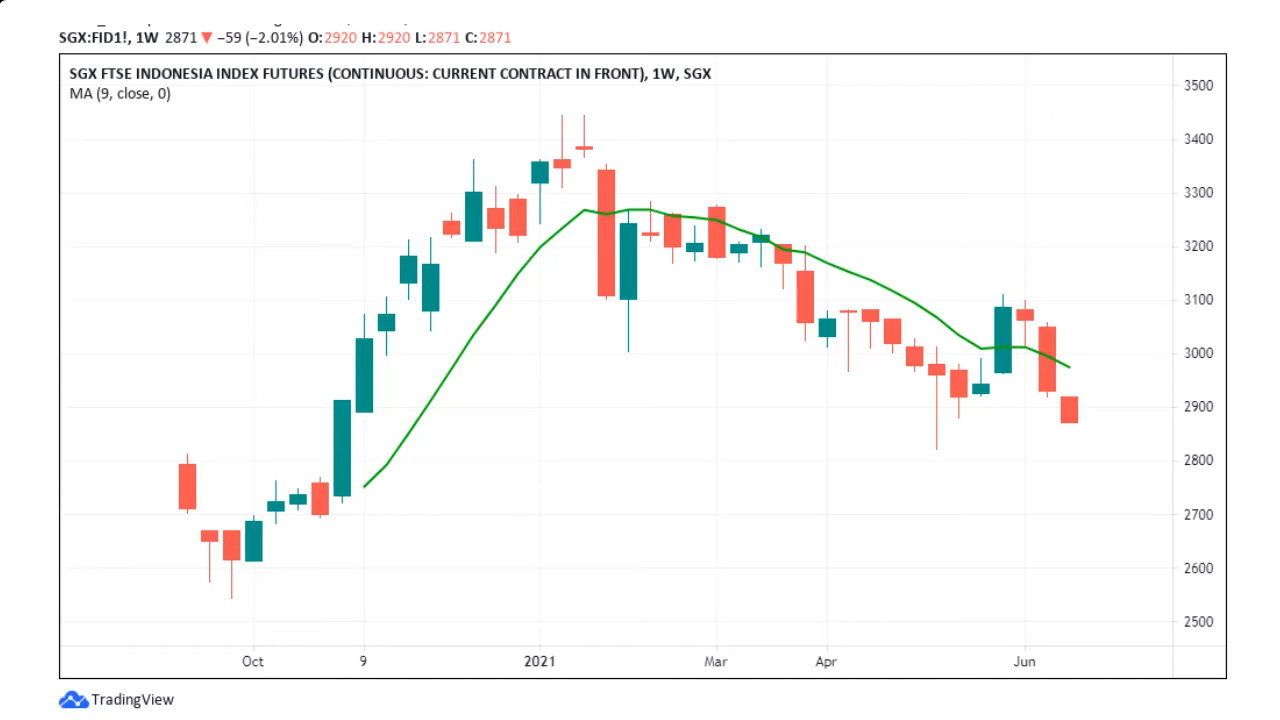 SGX:FID1!, 1W 2871 ▼ −59 (−2.01%) O:2920 H:2920 L:2871 C:2871
SGX FTSE INDONESIA INDEX FUTURES (CONTINUOUS: CURRENT CONTRACT IN FRONT), 1W, SGX
MA (9, close, 0)
3500
3400
3300
3200
3100
3000
2900
2800
2700
2600
2500
Oct 9 2021 Mar Apr Jun
TradingView